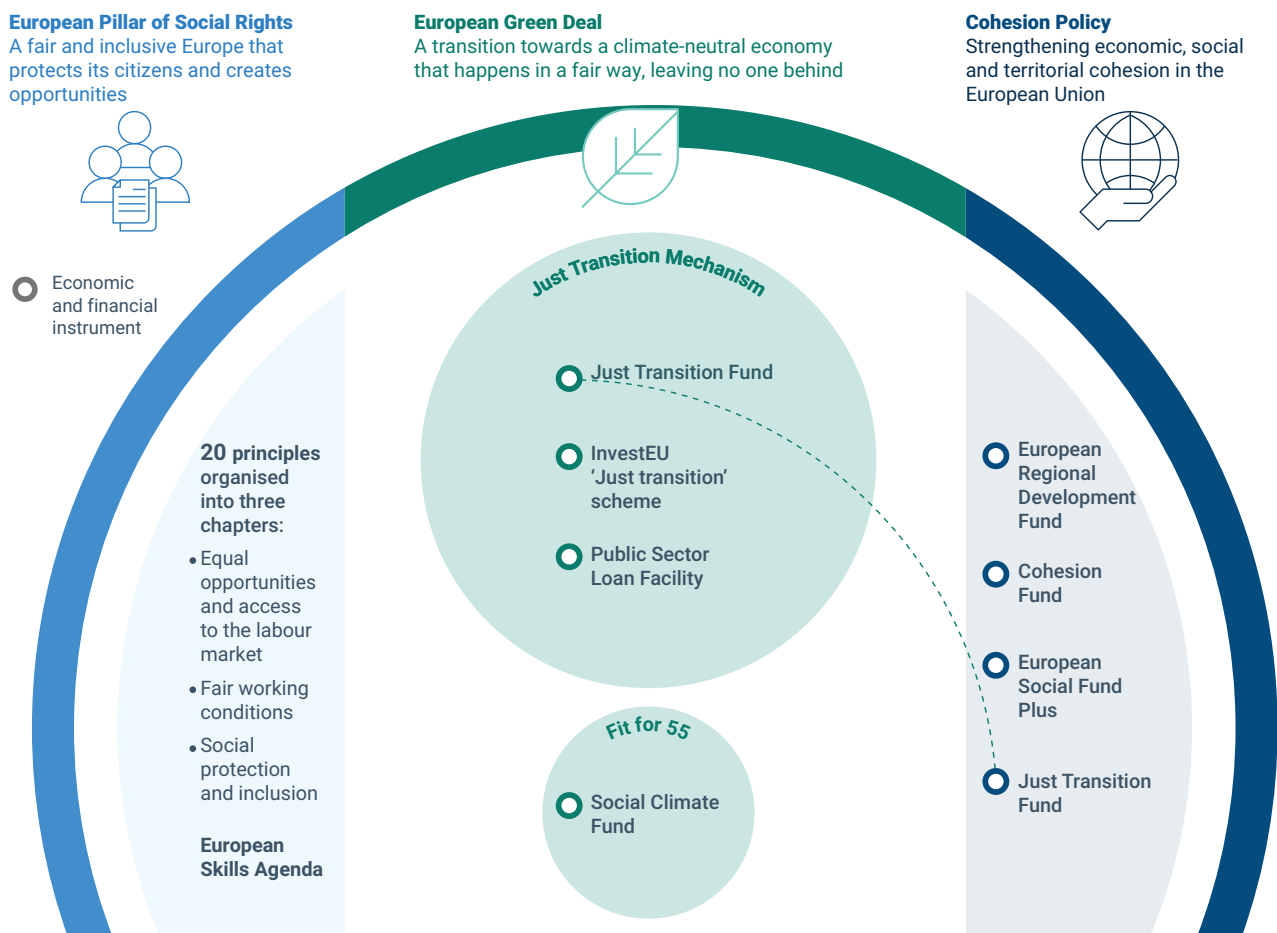 European Pillar of Social Rights
A fair and inclusive Europe that
protects its citizens and creates
opportunities
European Green Deal
A transition towards a climate-neutral economy
that happens in a fair way, leaving no one behind
Cohesion Policy
Strengthening economic, social
and territorial cohesion in the
European Union
Economic
and financial
instrument
20 principles
organised
into three
chapters:
• Equal
opportunities
and access
to the labour
market
• Fair working
conditions
• Social
protection
and inclusion
European
Skills Agenda
Just Transition Mechanism
Just Transition Fund
InvestEU
‘Just transition’
scheme
Public Sector
Loan Facility
Fit for 55
Social Climate
Fund
European
Regional
Development
Fund
Cohesion
Fund
European
Social Fund
Plus
Just Transition
Fund